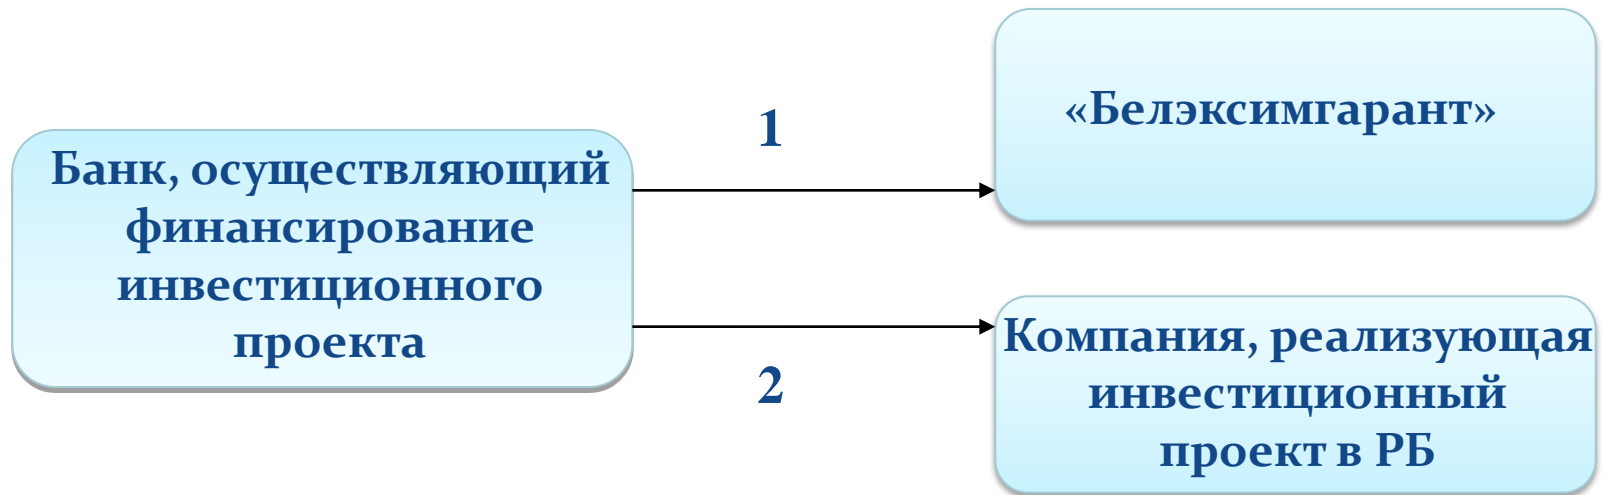 Банк, осуществляющий
финансирование
инвестиционного
проекта
1
«Белэксимгарант»
2
Компания, реализующая
инвестиционный
проект в РБ